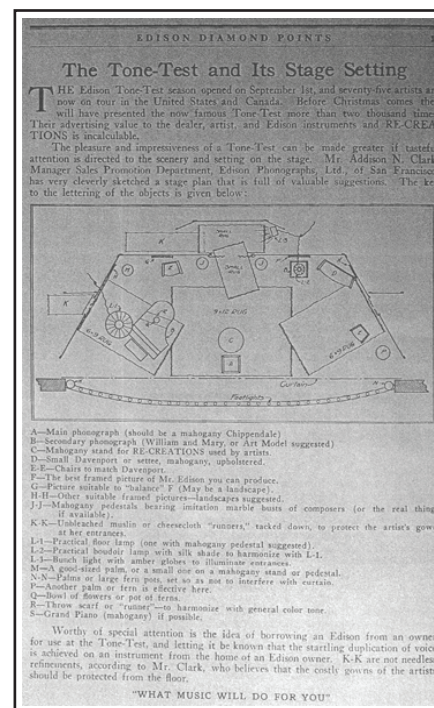 EDISON DIAMOND POINTS
The Tone-Test and Its Stage Setting
THE Edison Tone-Test season opened on September 1st, and seventy-five artists a
now on tour in the United States and Canada. Before Christmas comes the
will have presented the now famous Tone-Test more than two thousand time
Their advertising value to the dealer, artist, and Edison instruments and RE-CREA
TIONS is incalculable.
The pleasure and impressiveness of a Tone-Test can be made greater if tastef
attention is directed to the scenery and setting on the stage. Mr. Addison N. Clark
Manager Sales Promotion Department, Edison Phonographs, Ltd., of San Francisco
has very cleverly sketched a stage plan that is full of valuable suggestions. The ke
to the lettering of the objects is given below:
K
K
9×12 RUG
6×9 RUG
6×9 RUG
Curtain
Footlights
A—Main phonograph (should be a mahogany Chippendale)
B—Secondary phonograph (William and Mary, or Art Model suggested)
C—Mahogany stand for RE-CREATIONS used by artists.
D—Small Davenport or settee, mahogany, upholstered.
E-E—Chairs to match Davenport.
F—The best framed picture of Mr. Edison you can produce.
G—Picture suitable to "balance" F (May be a landscape).
H-H—Other suitable framed pictures—landscapes suggested.
J-J—Mahogany pedestals bearing imitation marble busts of composers (or the real thing
if available).
K-K—Unbleached muslin or cheesecloth "runners," tacked down, to protect the artist's gow
at her entrances.
L-1—Practical floor lamp (one with mahogany pedestal suggested).
L-2—Practical boudoir lamp with silk shade to harmonize with L-1.
L-3—Bunch light with amber globes to illuminate entrances.
M—A good-sized palm, or a small one on a mahogany stand or pedestal.
N-N—Palms or large fern pots, set so as not to interfere with curtain.
P—Another palm or fern is effective here.
Q—Bowl of flowers or pot of ferns.
R—Throw scarf or "runner"—to harmonize with general color tone.
S—Grand Piano (mahogany) if possible.
Worthy of special attention is the idea of borrowing an Edison from an owner
for use at the Tone-Test, and letting it be known that the startling duplication of voice
is achieved on an instrument from the home of an Edison owner. K-K are not needles
refinements, according to Mr. Clark, who believes that the costly gowns of the artists
should be protected from the floor.
"WHAT MUSIC WILL DO FOR YOU"